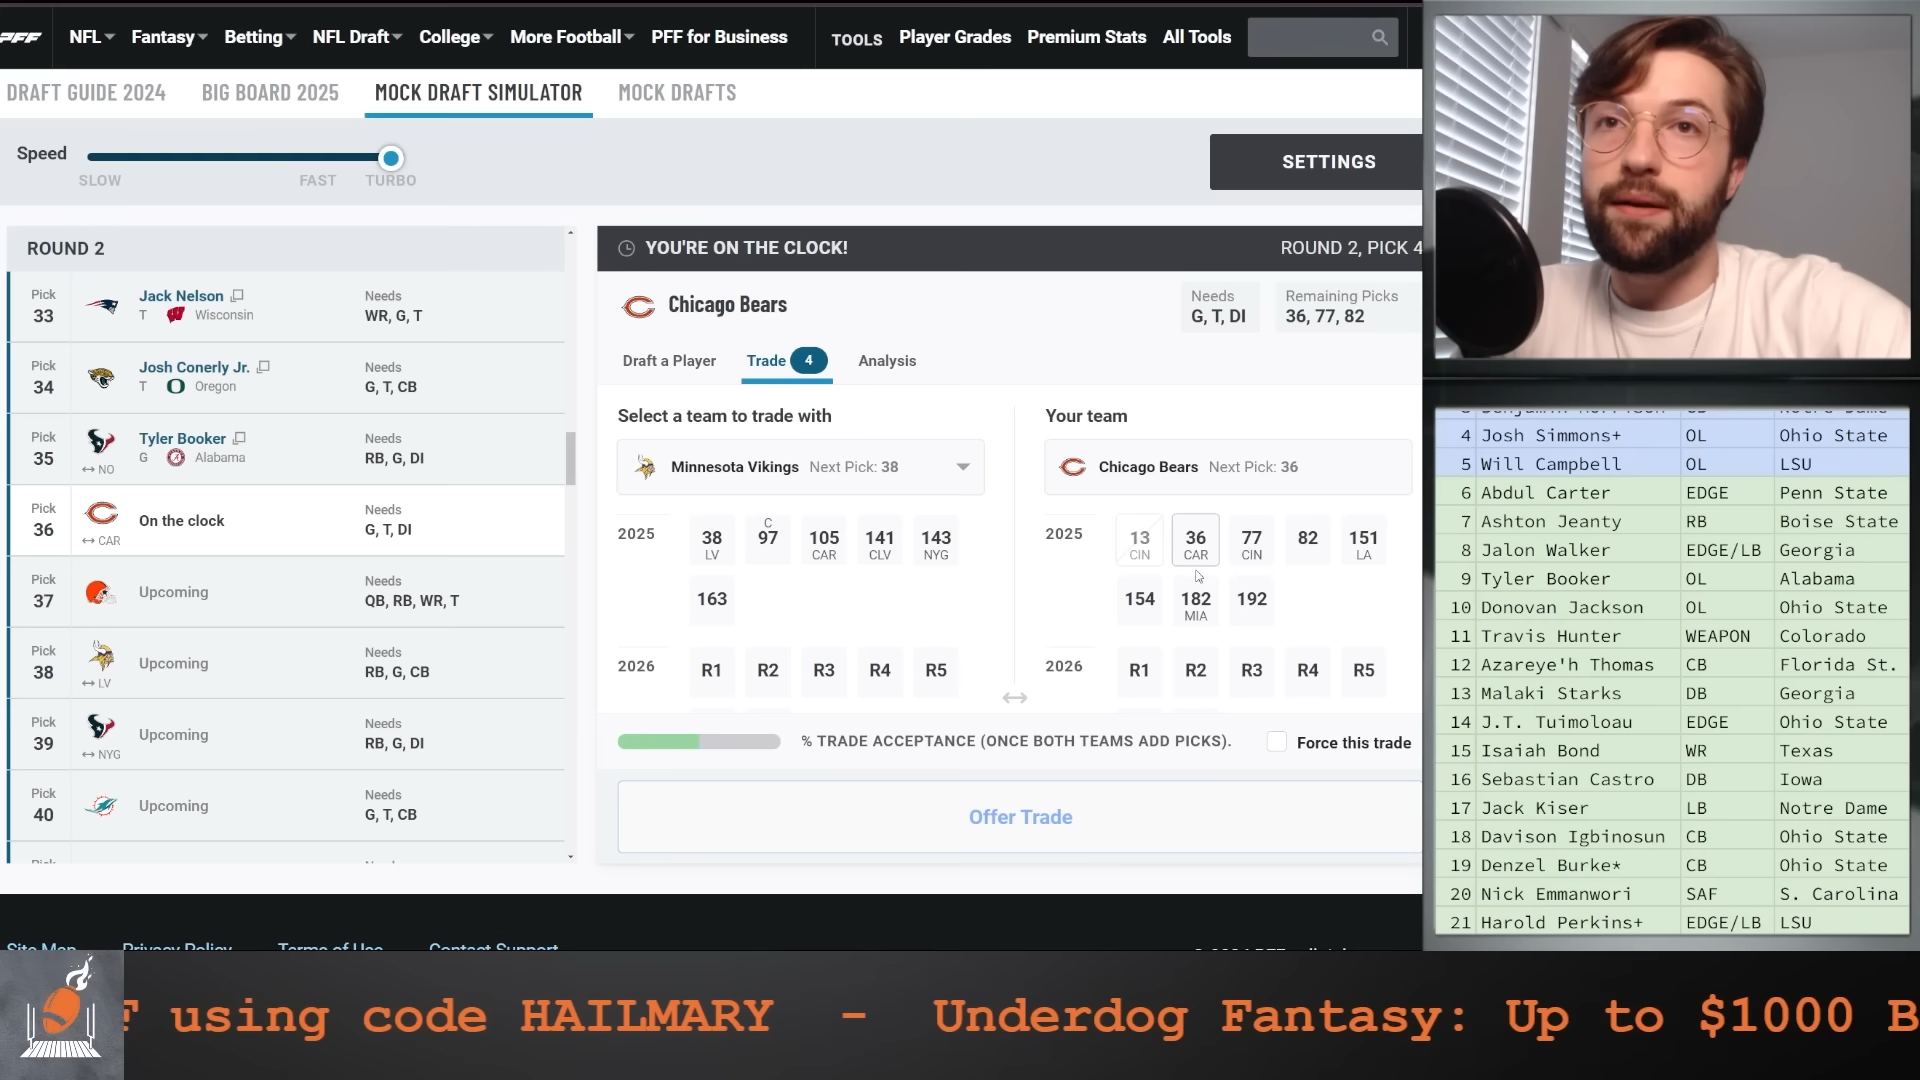 PFF
NFL Fantasy Betting NFL Draft College More Football PFF for Business TOOLS Player Grades Premium Stats All Tools
DRAFT GUIDE 2024 BIG BOARD 2025 MOCK DRAFT SIMULATOR MOCK DRAFTS
Speed
SLOW FAST TURBO
SETTINGS
ROUND 2
Pick 33 Jack Nelson T Wisconsin Needs WR, G, T
Pick 34 Josh Conerly Jr. T Oregon Needs G, T, CB
Pick 35 NO Tyler Booker G Alabama Needs RB, G, DI
Pick 36 CAR On the clock Needs G, T, DI
Pick 37 Upcoming Needs QB, RB, WR, T
Pick 38 LV Upcoming Needs RB, G, CB
Pick 39 NYG Upcoming Needs RB, G, DI
Pick 40 Upcoming Needs G, T, CB
YOU'RE ON THE CLOCK! ROUND 2, PICK 4
Chicago Bears
Needs
G, T, DI
Remaining Picks
36, 77, 82
Draft a Player Trade 4 Analysis
Select a team to trade with
Minnesota Vikings Next Pick: 38
2025 38 LV C 97 105 CAR 141 CLV 143 NYG
163
2026 R1 R2 R3 R4 R5
Your team
Chicago Bears Next Pick: 36
2025 13 CIN 36 CAR 77 CIN 82 151 LA
154 182 MIA 192
2026 R1 R2 R3 R4 R5
% TRADE ACCEPTANCE (ONCE BOTH TEAMS ADD PICKS). Force this trade
Offer Trade
Site Map Privacy Policy Terms of Use Contact Support
4 Josh Simmons+ OL Ohio State
5 Will Campbell OL LSU
6 Abdul Carter EDGE Penn State
7 Ashton Jeanty RB Boise State
8 Jalon Walker EDGE/LB Georgia
9 Tyler Booker OL Alabama
10 Donovan Jackson OL Ohio State
11 Travis Hunter WEAPON Colorado
12 Azareye'h Thomas CB Florida St.
13 Malaki Starks DB Georgia
14 J.T. Tuimoloau EDGE Ohio State
15 Isaiah Bond WR Texas
16 Sebastian Castro DB Iowa
17 Jack Kiser LB Notre Dame
18 Davison Igbinosun CB Ohio State
19 Denzel Burke* CB Ohio State
20 Nick Emmanwori SAF S. Carolina
21 Harold Perkins+ EDGE/LB LSU
F using code HAILMARY - Underdog Fantasy: Up to $1000 B